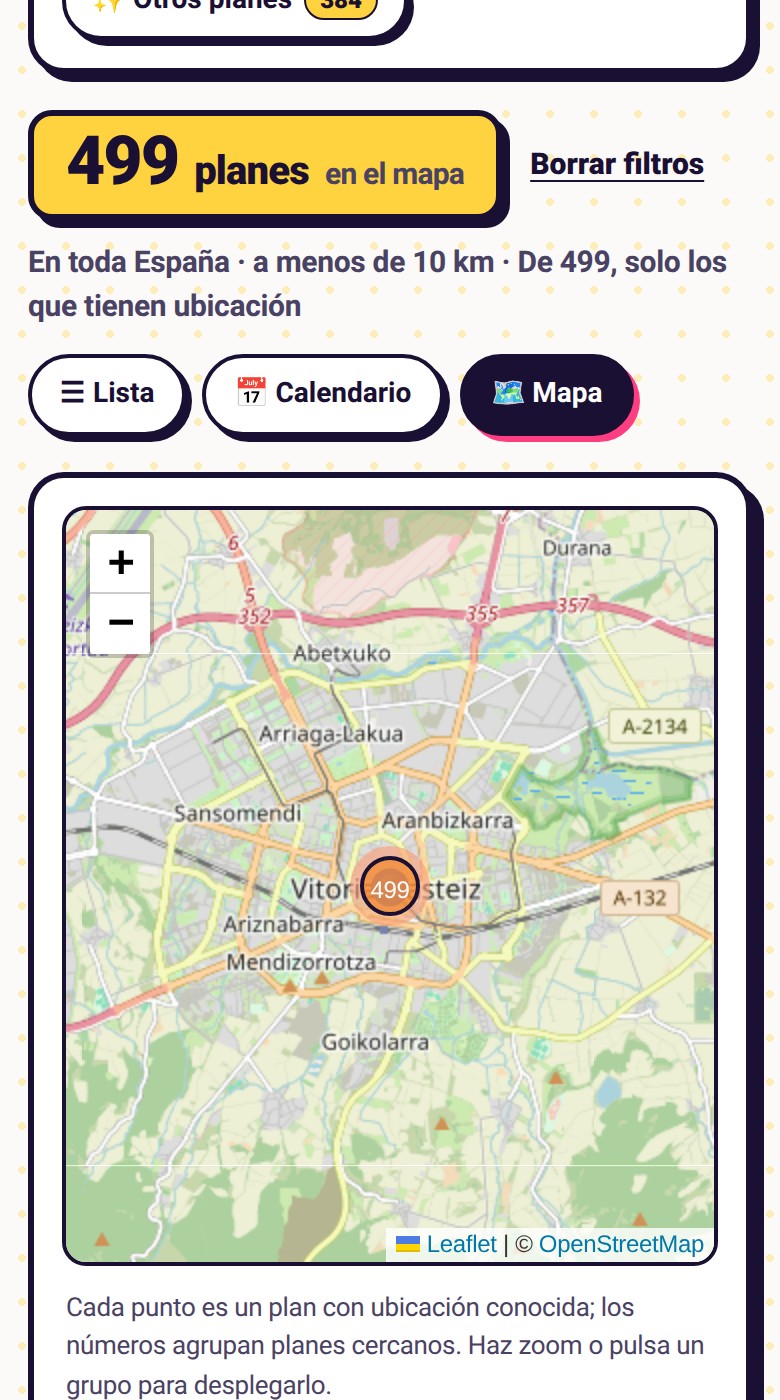 ✨ Otros planes 384
499 planes en el mapa Borrar filtros
En toda España · a menos de 10 km · De 499, solo los
que tienen ubicación
☰ Lista 📅 Calendario 🗺️ Mapa
+
−
6
Durana
5
352
355
357
Abetxuko
A-2134
Arriaga-Lakua
Sansomendi
Aranbizkarra
499
steiz
A-132
Ariznabarra
Mendizorrotza
Goikolarra
🇺🇦 Leaflet | © OpenStreetMap
Cada punto es un plan con ubicación conocida; los
números agrupan planes cercanos. Haz zoom o pulsa un
grupo para desplegarlo.